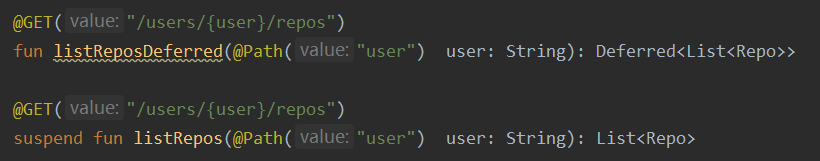 @GET( value: "/users/{user}/repos")
fun listReposDeferred(@Path( value: "user")  user: String): Deferred<List<Repo>>
@GET( value: "/users/{user}/repos")
suspend fun listRepos(@Path( value: "user")  user: String): List<Repo>